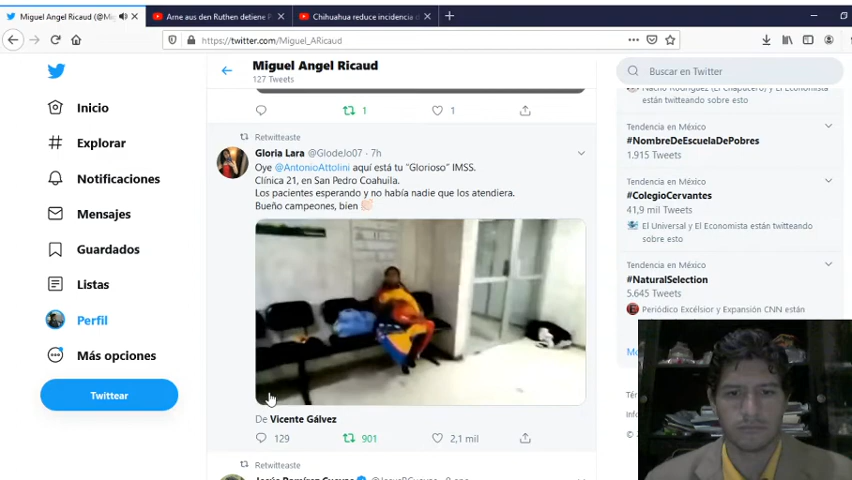 Miguel Angel Ricaud (@Mi
Arne aus den Ruthen detiene P
Chihuahua reduce incidencia d
https://twitter.com/Miguel_ARicaud
Inicio
Explorar
Notificaciones
Mensajes
Guardados
Listas
Perfil
Más opciones
Twittear
Miguel Angel Ricaud
127 Tweets
1
1
Retwitteaste
Gloria Lara @GlodeJo07 · 7h
Oye @AntonioAttolini aquí está tu "Glorioso" IMSS.
Clínica 21, en San Pedro Coahuila.
Los pacientes esperando y no había nadie que los atendiera.
Bueño campeones, bien
De Vicente Gálvez
129
901
2,1 mil
Retwitteaste
Buscar en Twitter
están twitteando sobre esto
Tendencia en México
#NombreDeEscuelaDePobres
1.915 Tweets
Tendencia en México
#ColegioCervantes
41,9 mil Tweets
El Universal y El Economista están twitteando
sobre esto
Tendencia en México
#NaturalSelection
5.645 Tweets
Periódico Excélsior y Expansión CNN están